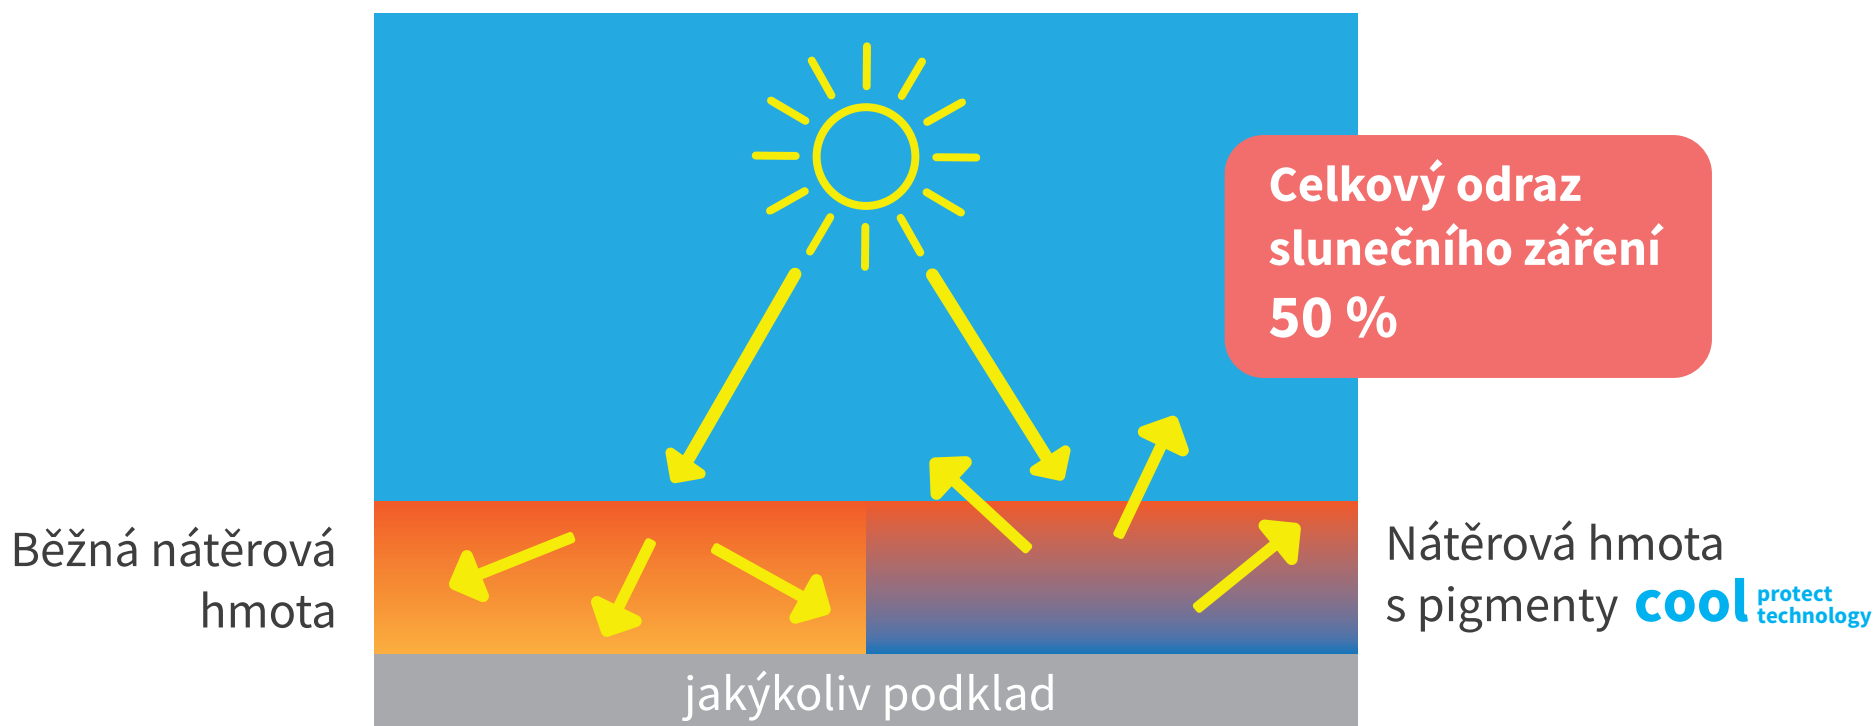 Celkový odraz
slunečního záření
50 %
Běžná nátěrová
hmota
Nátěrová hmota
s pigmenty cool protect technology
jakýkoliv podklad